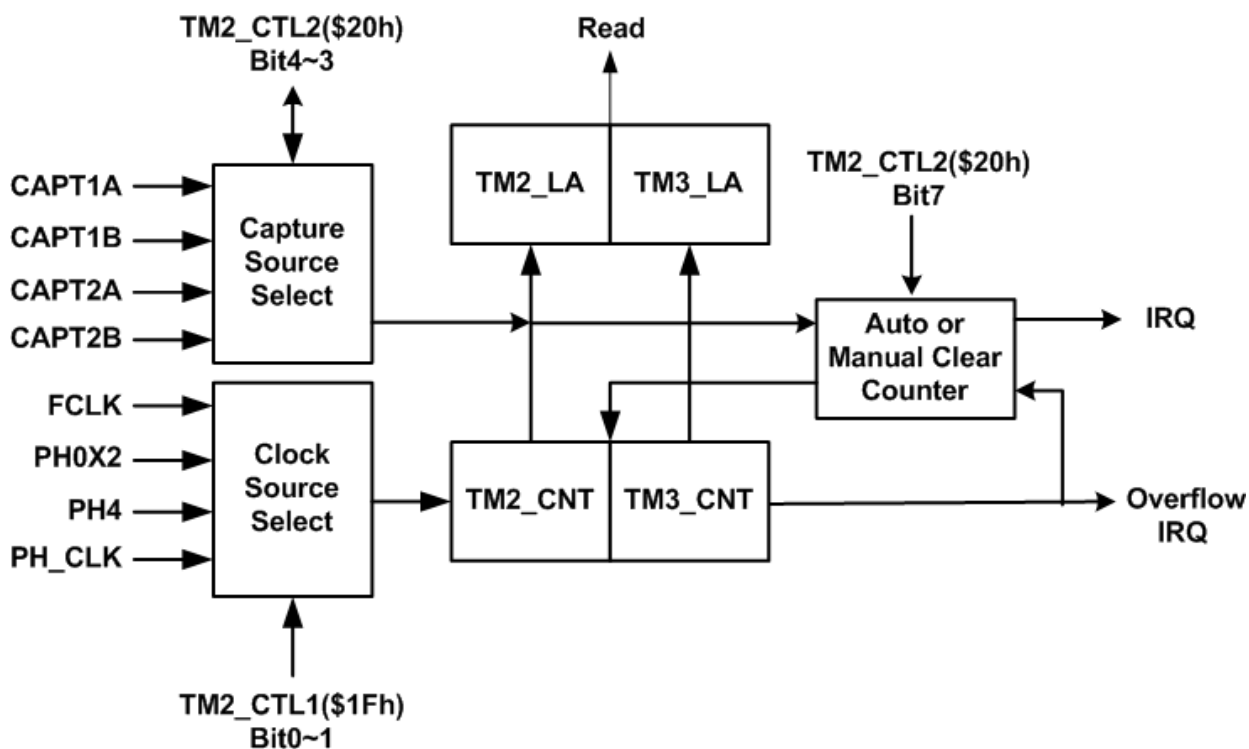 TM2_CTL2($20h)
Bit4~3
Read
CAPT1A
CAPT1B
CAPT2A
CAPT2B
Capture
Source
Select
TM2_LA
TM3_LA
TM2_CTL2($20h)
Bit7
Auto or
Manual Clear
Counter
IRQ
FCLK
PH0X2
PH4
PH_CLK
Clock
Source
Select
TM2_CNT
TM3_CNT
Overflow
IRQ
TM2_CTL1($1Fh)
Bit0~1